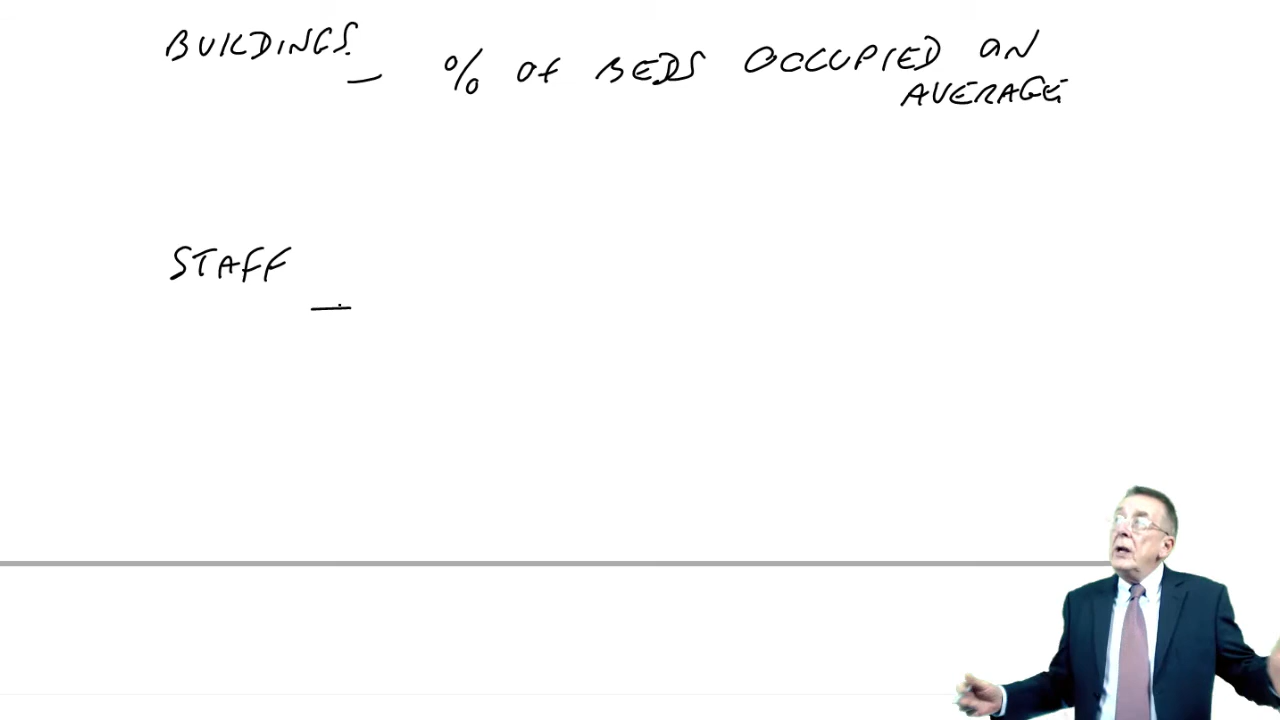 BUILDINGS. - % of BEDS OCCUPIED ON
AVERAGE
STAFF -